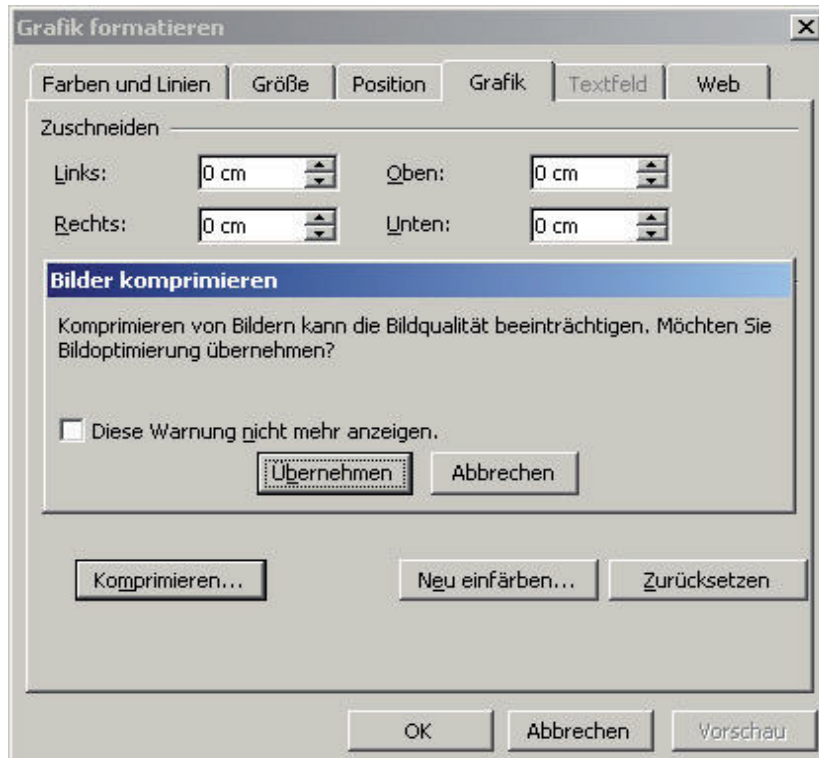 Grafik formatieren
Farben und Linien Größe Position Grafik Textfeld Web
Zuschneiden
Links: 0 cm Oben: 0 cm
Rechts: 0 cm Unten: 0 cm
Bilder komprimieren
Komprimieren von Bildern kann die Bildqualität beeinträchtigen. Möchten Sie
Bildoptimierung übernehmen?
Diese Warnung nicht mehr anzeigen.
Übernehmen Abbrechen
Komprimieren... Neu einfärben... Zurücksetzen
OK Abbrechen Vorschau